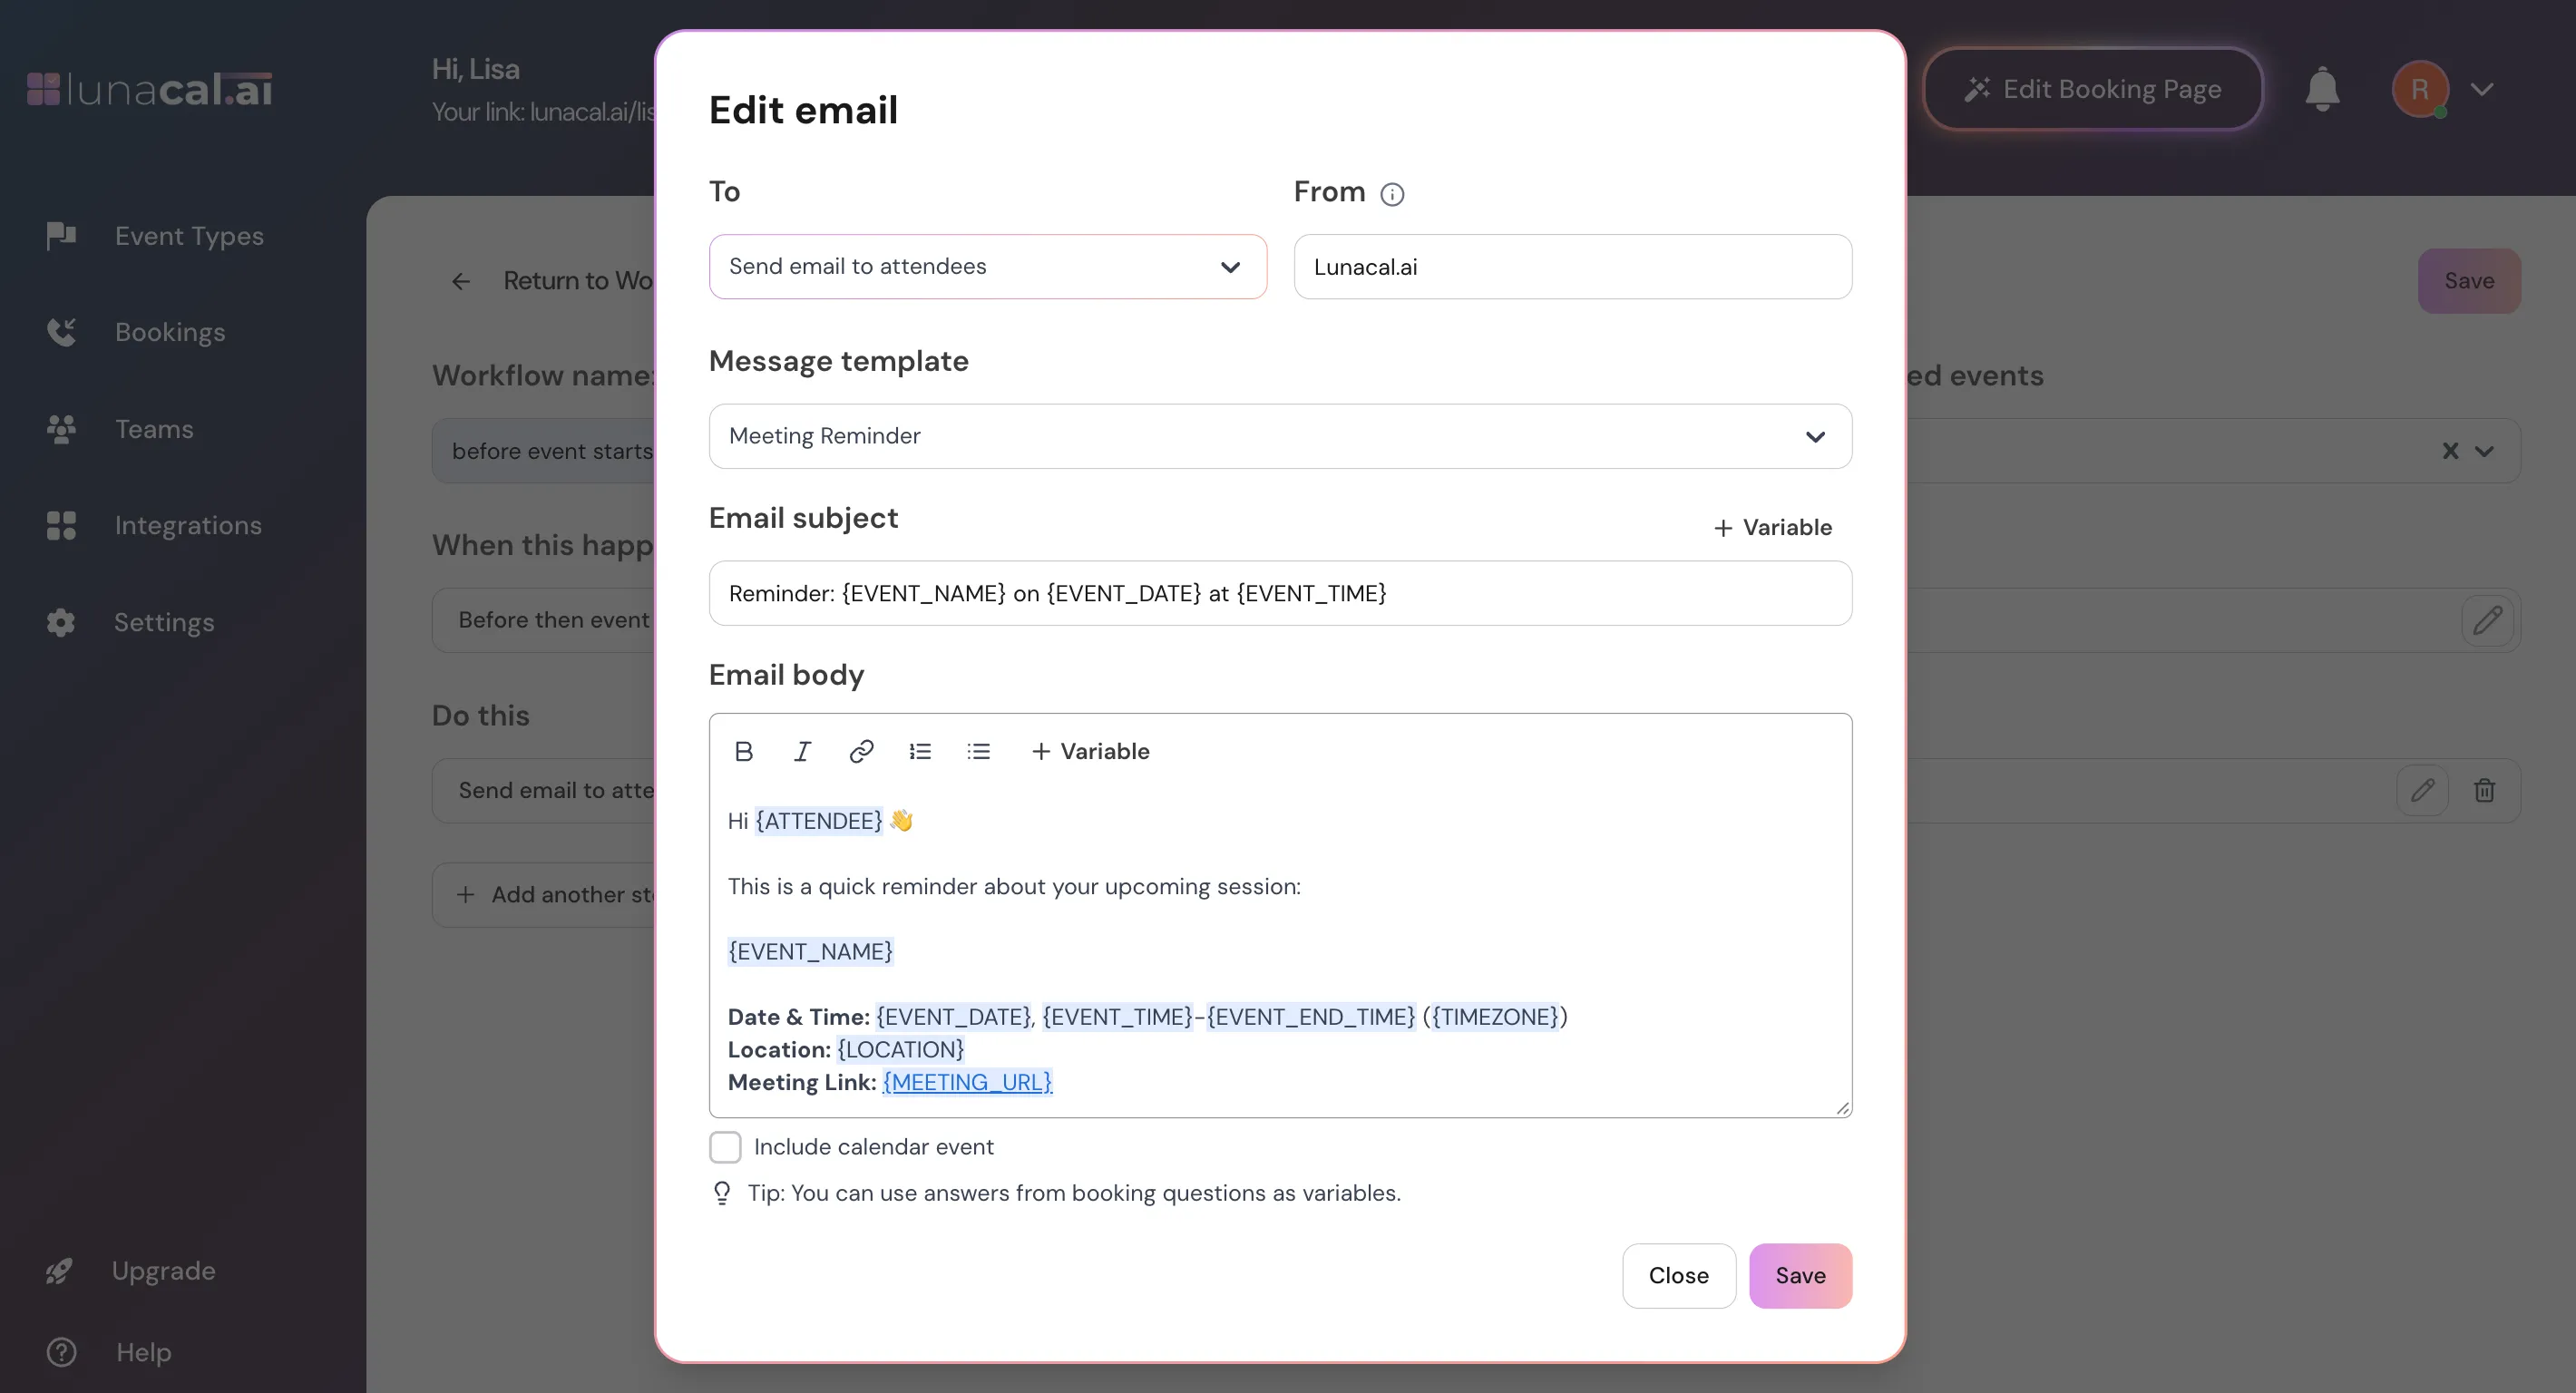 lunacal.ai
Hi, Lisa
Your link: lunacal.ai/lis
Edit Booking Page
R
Event Types
Bookings
Teams
Integrations
Settings
Upgrade
Help
Return to Wo
Save
Workflow name:
ed events
before event starts
When this happ
Before then event
Do this
Send email to atte
+ Add another st
Edit email
To
From
Send email to attendees
Lunacal.ai
Message template
Meeting Reminder
Email subject
+ Variable
Reminder: {EVENT_NAME} on {EVENT_DATE} at {EVENT_TIME}
Email body
B I + Variable
Hi {ATTENDEE} 👋
This is a quick reminder about your upcoming session:
{EVENT_NAME}
Date & Time: {EVENT_DATE}, {EVENT_TIME}-{EVENT_END_TIME} ({TIMEZONE})
Location: {LOCATION}
Meeting Link: {MEETING_URL}
Include calendar event
Tip: You can use answers from booking questions as variables.
Close
Save